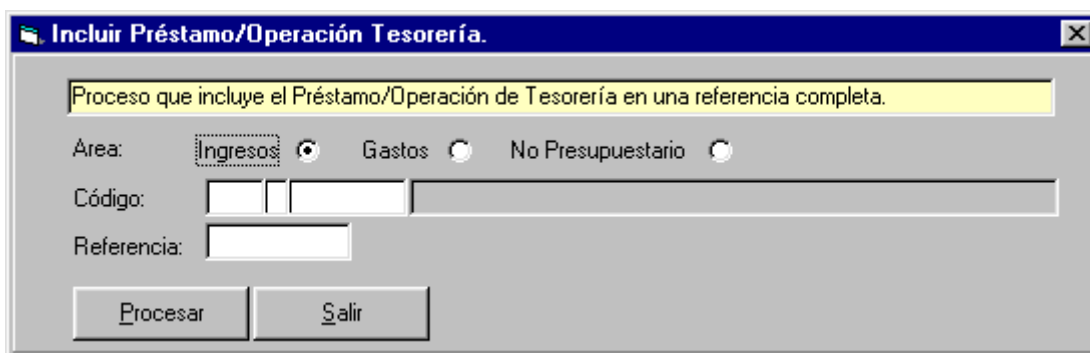 Incluir Préstamo/Operación Tesorería.
Proceso que incluye el Préstamo/Operación de Tesorería en una referencia completa.
Area: Ingresos Gastos No Presupuestario
Código:
Referencia:
Procesar Salir